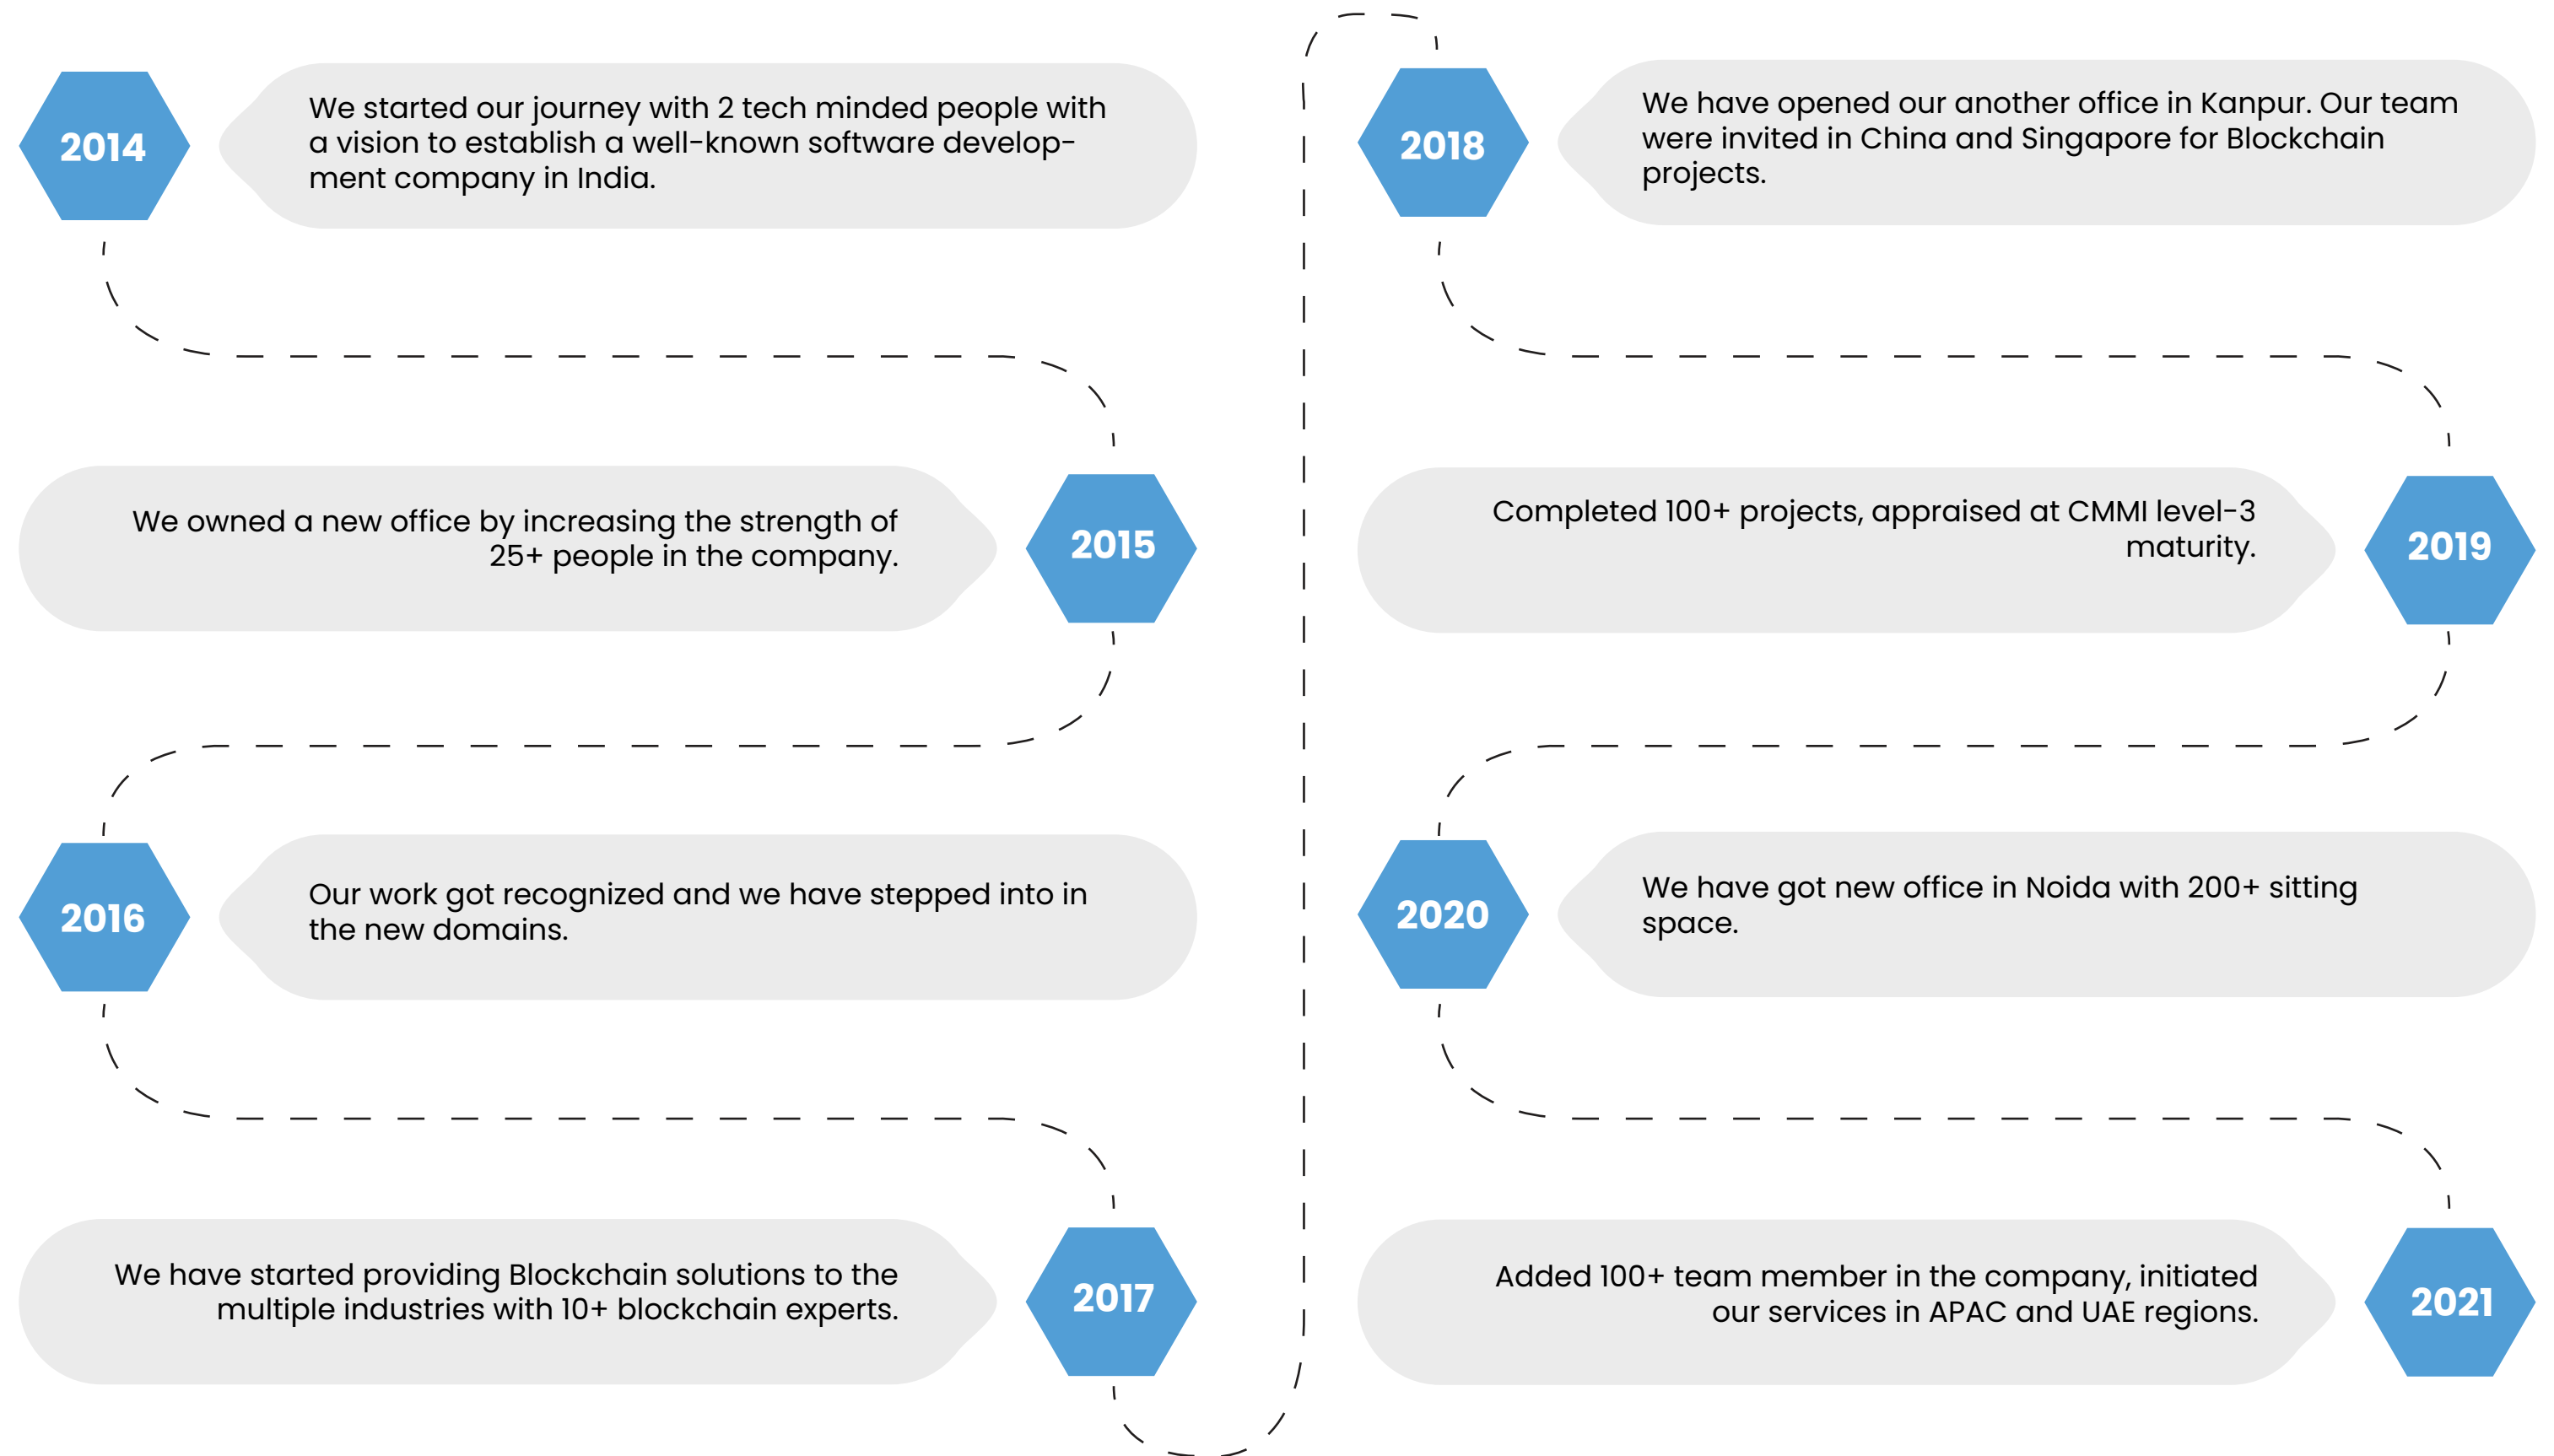 2014
We started our journey with 2 tech minded people with
a vision to establish a well-known software develop-
ment company in India.
We owned a new office by increasing the strength of
25+ people in the company.
2015
2016
Our work got recognized and we have stepped into in
the new domains.
We have started providing Blockchain solutions to the
multiple industries with 10+ blockchain experts.
2017
2018
We have opened our another office in Kanpur. Our team
were invited in China and Singapore for Blockchain
projects.
Completed 100+ projects, appraised at CMMI level-3
maturity.
2019
2020
We have got new office in Noida with 200+ sitting
space.
Added 100+ team member in the company, initiated
our services in APAC and UAE regions.
2021